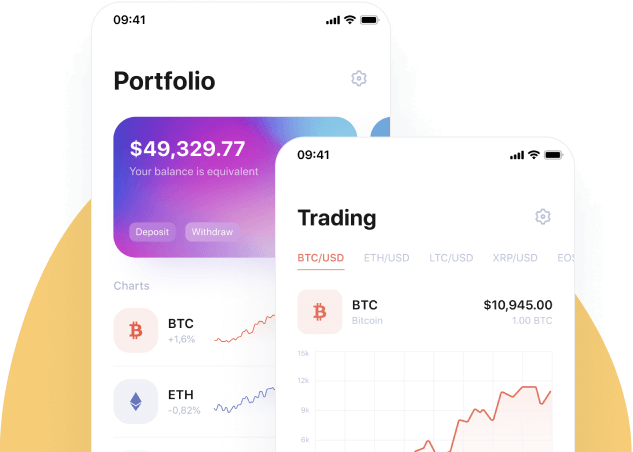 09:41
Portfolio
$49,329.77
Your balance is equivalent
Deposit Withdraw
Charts
BTC
+1,6%
ETH
-0,82%
09:41
Trading
BTC/USD ETH/USD LTC/USD XRP/USD EOS
BTC
Bitcoin
$10,945.00
1.00 BTC
15k
12k
9k
6k